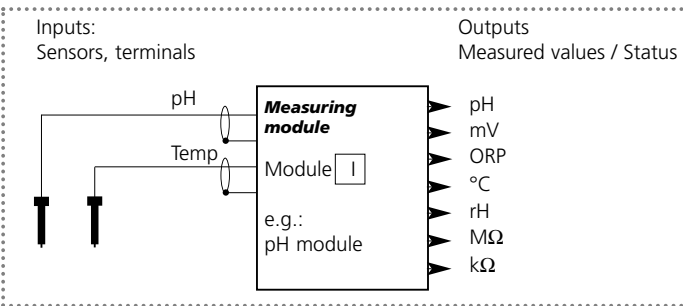 Inputs:
Sensors, terminals
Outputs
Measured values / Status
pH
Temp
Measuring
module
Module I
e.g.:
pH module
pH
mV
ORP
°C
rH
MΩ
kΩ